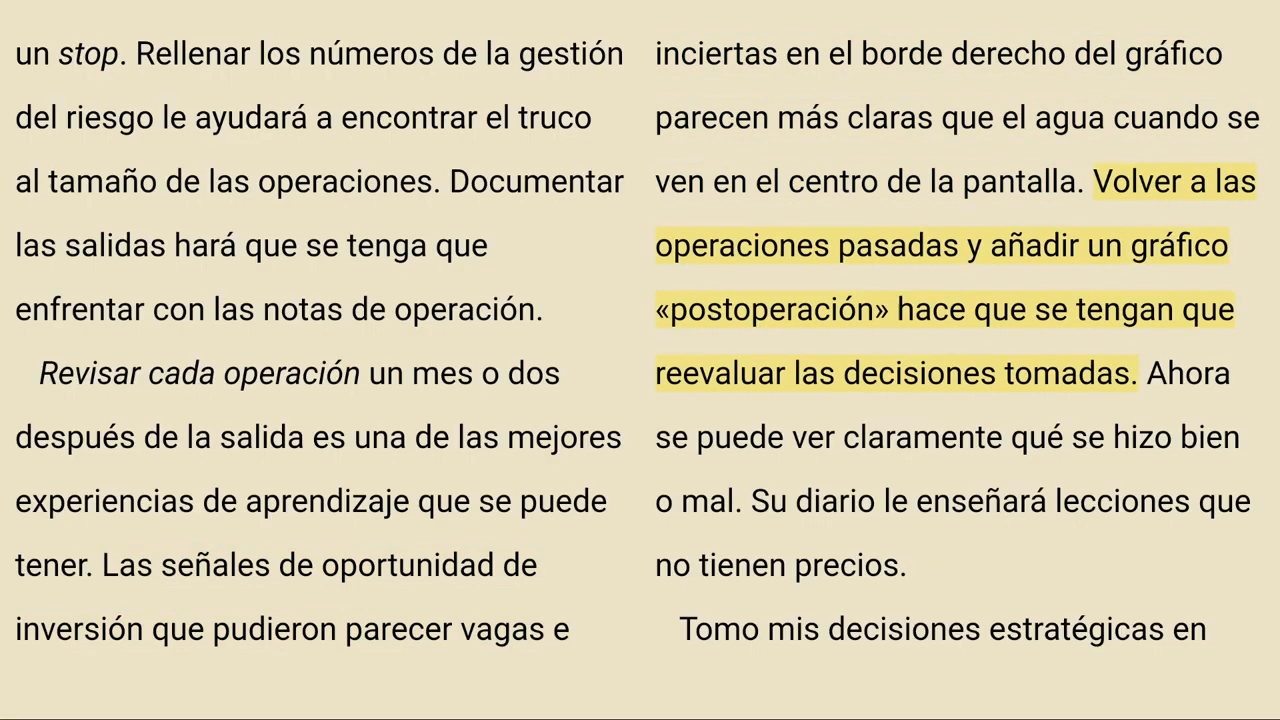 un stop. Rellenar los números de la gestión
del riesgo le ayudará a encontrar el truco
al tamaño de las operaciones. Documentar
las salidas hará que se tenga que
enfrentar con las notas de operación.
Revisar cada operación un mes o dos
después de la salida es una de las mejores
experiencias de aprendizaje que se puede
tener. Las señales de oportunidad de
inversión que pudieron parecer vagas e
inciertas en el borde derecho del gráfico
parecen más claras que el agua cuando se
ven en el centro de la pantalla. Volver a las
operaciones pasadas y añadir un gráfico
«postoperación» hace que se tengan que
reevaluar las decisiones tomadas. Ahora
se puede ver claramente qué se hizo bien
o mal. Su diario le enseñará lecciones que
no tienen precios.
Tomo mis decisiones estratégicas en